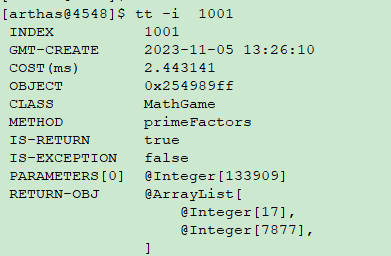 [arthas@4548]$ tt -i  1001
INDEX          1001
GMT-CREATE     2023-11-05 13:26:10
COST(ms)       2.443141
OBJECT         0x254989ff
CLASS          MathGame
METHOD         primeFactors
IS-RETURN      true
IS-EXCEPTION   false
PARAMETERS[0]  @Integer[133909]
RETURN-OBJ     @ArrayList[
                   @Integer[17],
                   @Integer[7877],
               ]